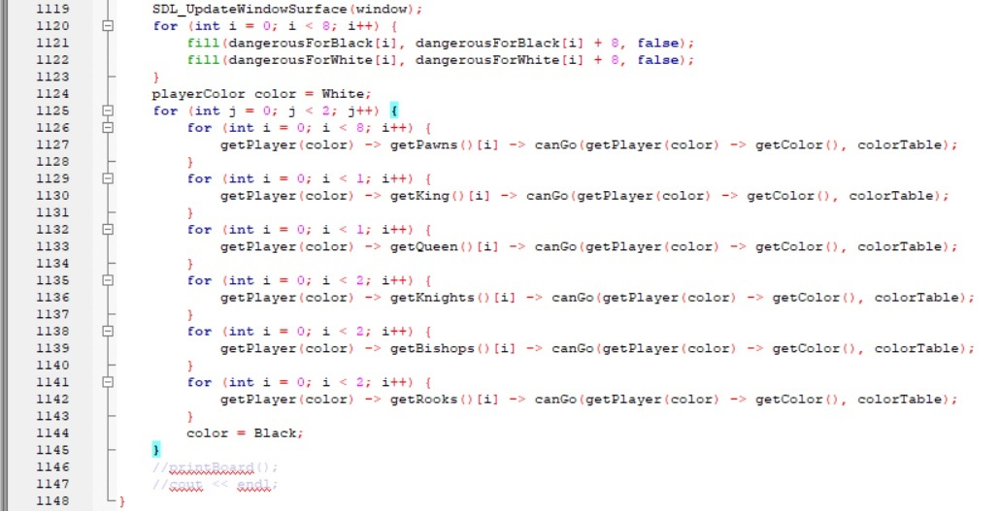 1119 SDL_UpdateWindowSurface(window);
1120 for (int i = 0; i < 8; i++) {
1121 fill(dangerousForBlack[i], dangerousForBlack[i] + 8, false);
1122 fill(dangerousForWhite[i], dangerousForWhite[i] + 8, false);
1123 }
1124 playerColor color = White;
1125 for (int j = 0; j < 2; j++) {
1126 for (int i = 0; i < 8; i++) {
1127 getPlayer(color) -> getPawns()[i] -> canGo(getPlayer(color) -> getColor(), colorTable);
1128 }
1129 for (int i = 0; i < 1; i++) {
1130 getPlayer(color) -> getKing()[i] -> canGo(getPlayer(color) -> getColor(), colorTable);
1131 }
1132 for (int i = 0; i < 1; i++) {
1133 getPlayer(color) -> getQueen()[i] -> canGo(getPlayer(color) -> getColor(), colorTable);
1134 }
1135 for (int i = 0; i < 2; i++) {
1136 getPlayer(color) -> getKnights()[i] -> canGo(getPlayer(color) -> getColor(), colorTable);
1137 }
1138 for (int i = 0; i < 2; i++) {
1139 getPlayer(color) -> getBishops()[i] -> canGo(getPlayer(color) -> getColor(), colorTable);
1140 }
1141 for (int i = 0; i < 2; i++) {
1142 getPlayer(color) -> getRooks()[i] -> canGo(getPlayer(color) -> getColor(), colorTable);
1143 }
1144 color = Black;
1145 }
1146 //printBoard();
1147 //cout << endl;
1148 }